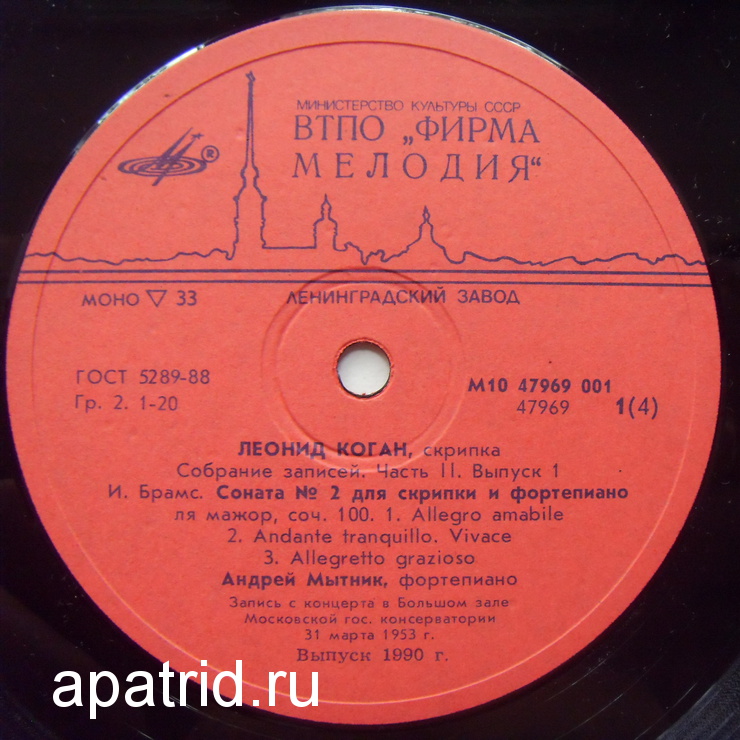 МИНИСТЕРСТВО КУЛЬТУРЫ СССР
ВТПО „ФИРМА
МЕЛОДИЯ“
®
МОНО ▽ 33 ЛЕНИНГРАДСКИЙ ЗАВОД
ГОСТ 5289-88 М10 47969 001
Гр. 2. 1-20 47969 1(4)
ЛЕОНИД КОГАН, скрипка
Собрание записей. Часть II. Выпуск 1
И. Брамс. Соната № 2 для скрипки и фортепиано
ля мажор, соч. 100. 1. Allegro amabile
2. Andante tranquillo. Vivace
3. Allegretto grazioso
Андрей Мытник, фортепиано
Запись с концерта в Большом зале
Московской гос. консерватории
31 марта 1953 г.
Выпуск 1990 г.
apatrid.ru